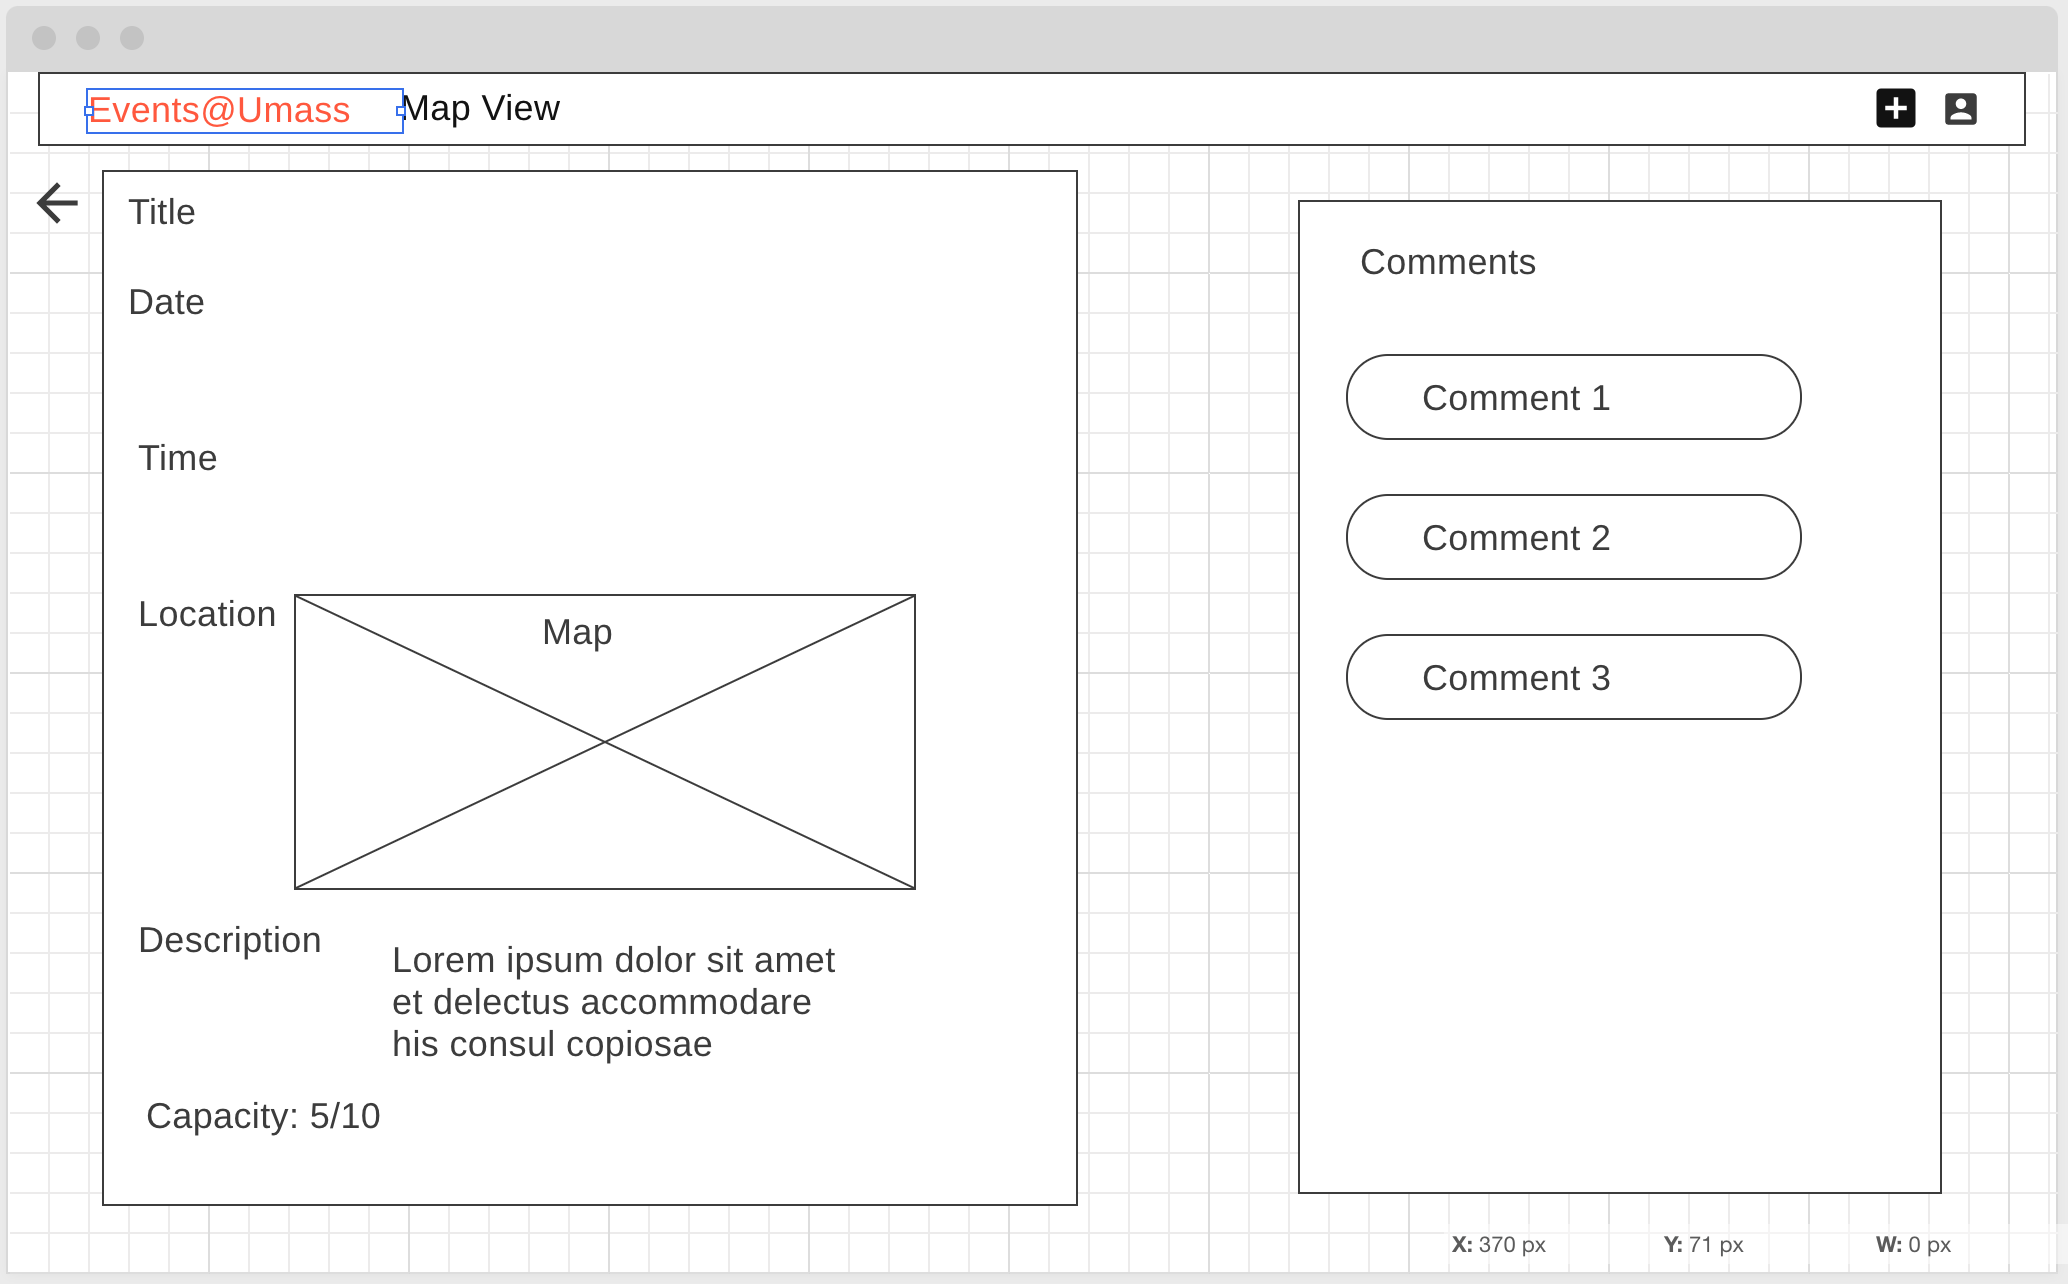 Events@Umass
Map View
Title
Date
Time
Location
Map
Description
Lorem ipsum dolor sit amet
et delectus accommodare
his consul copiosae
Capacity: 5/10
Comments
Comment 1
Comment 2
Comment 3
X: 370 px Y: 71 px W: 0 px